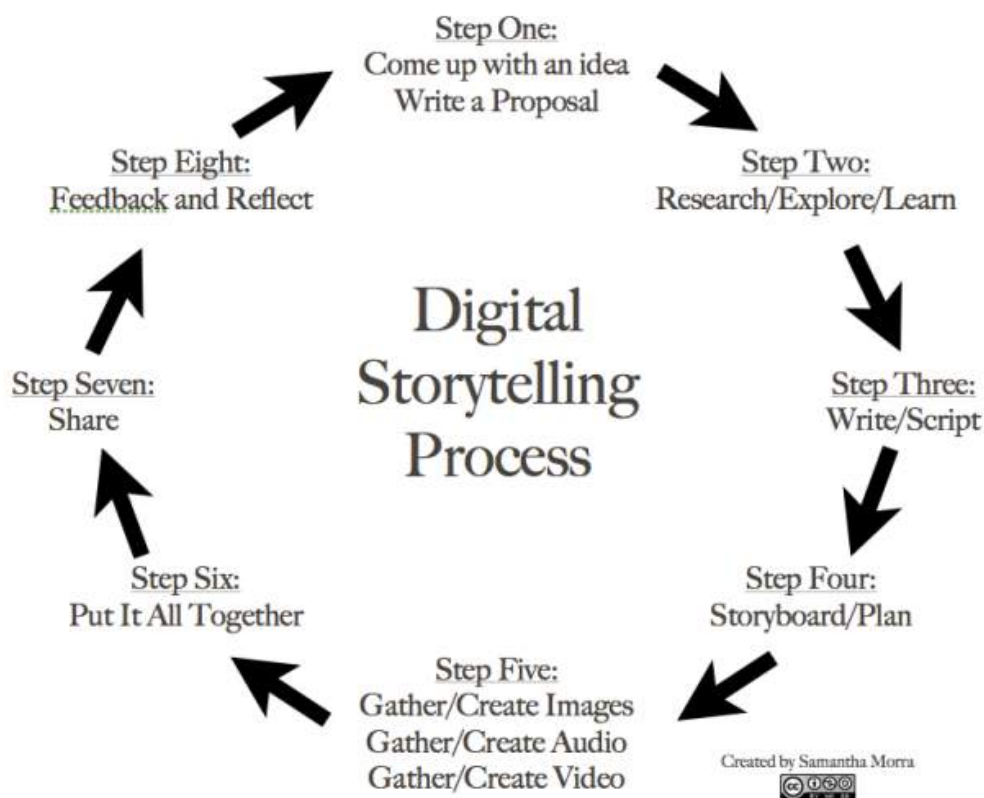 Step One:
Come up with an idea
Write a Proposal
Step Two:
Research/Explore/Learn
Step Three:
Write/Script
Step Four:
Storyboard/Plan
Step Five:
Gather/Create Images
Gather/Create Audio
Gather/Create Video
Step Six:
Put It All Together
Step Seven:
Share
Step Eight:
Feedback and Reflect
Digital
Storytelling
Process
Created by Samantha Morra
cc